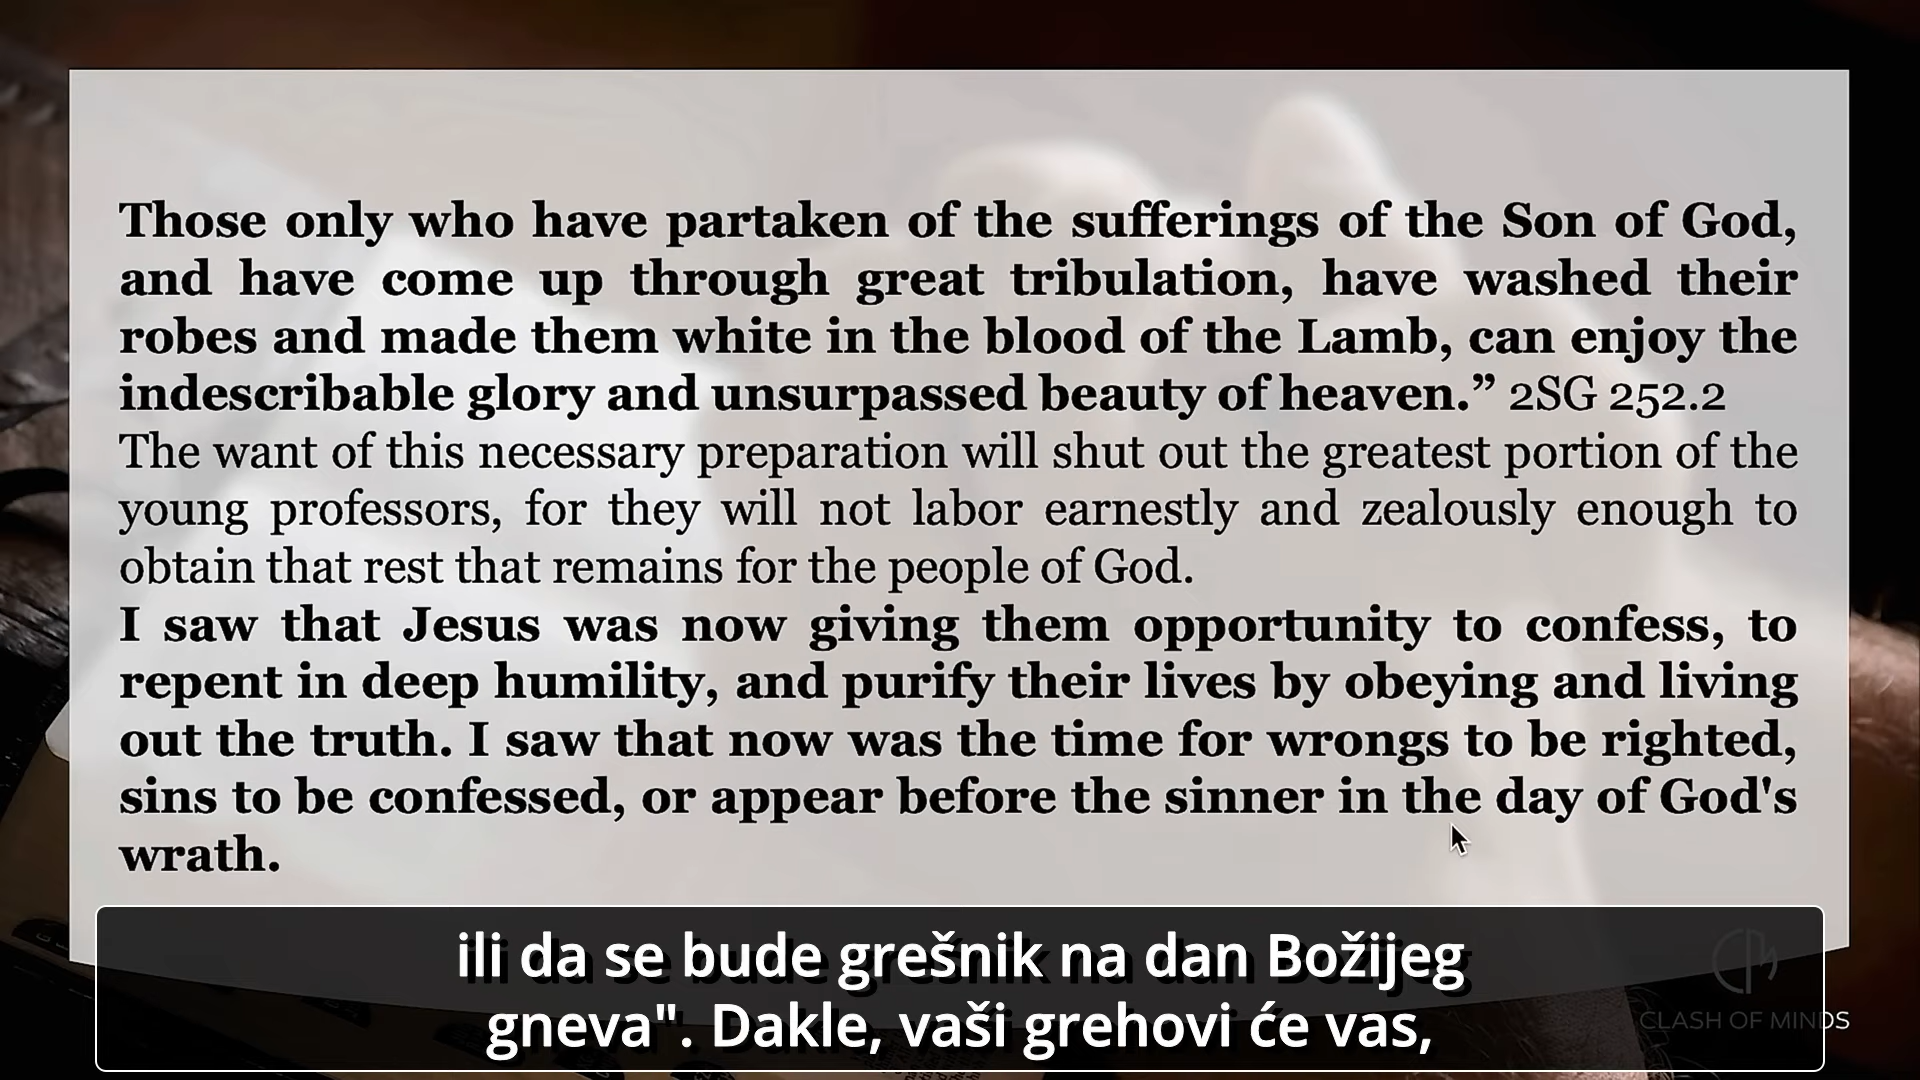 Those only who have partaken of the sufferings of the Son of God,
and have come up through great tribulation, have washed their
robes and made them white in the blood of the Lamb, can enjoy the
indescribable glory and unsurpassed beauty of heaven.” 2SG 252.2
The want of this necessary preparation will shut out the greatest portion of the
young professors, for they will not labor earnestly and zealously enough to
obtain that rest that remains for the people of God.
I saw that Jesus was now giving them opportunity to confess, to
repent in deep humility, and purify their lives by obeying and living
out the truth. I saw that now was the time for wrongs to be righted,
sins to be confessed, or appear before the sinner in the day of God's
wrath.
ili da se bude grešnik na dan Božijeg
gneva". Dakle, vaši grehovi će vas,
CLASH OF MINDS